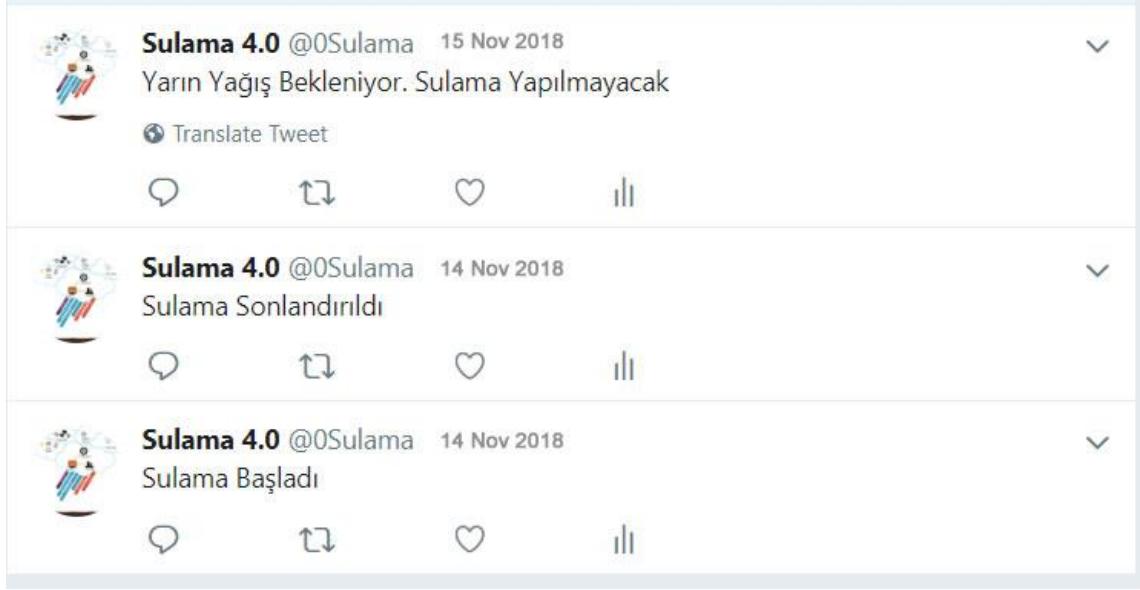 Sulama 4.0 @0Sulama 15 Nov 2018
Yarın Yağış Bekleniyor. Sulama Yapılmayacak
Translate Tweet
Sulama 4.0 @0Sulama 14 Nov 2018
Sulama Sonlandırıldı
Sulama 4.0 @0Sulama 14 Nov 2018
Sulama Başladı